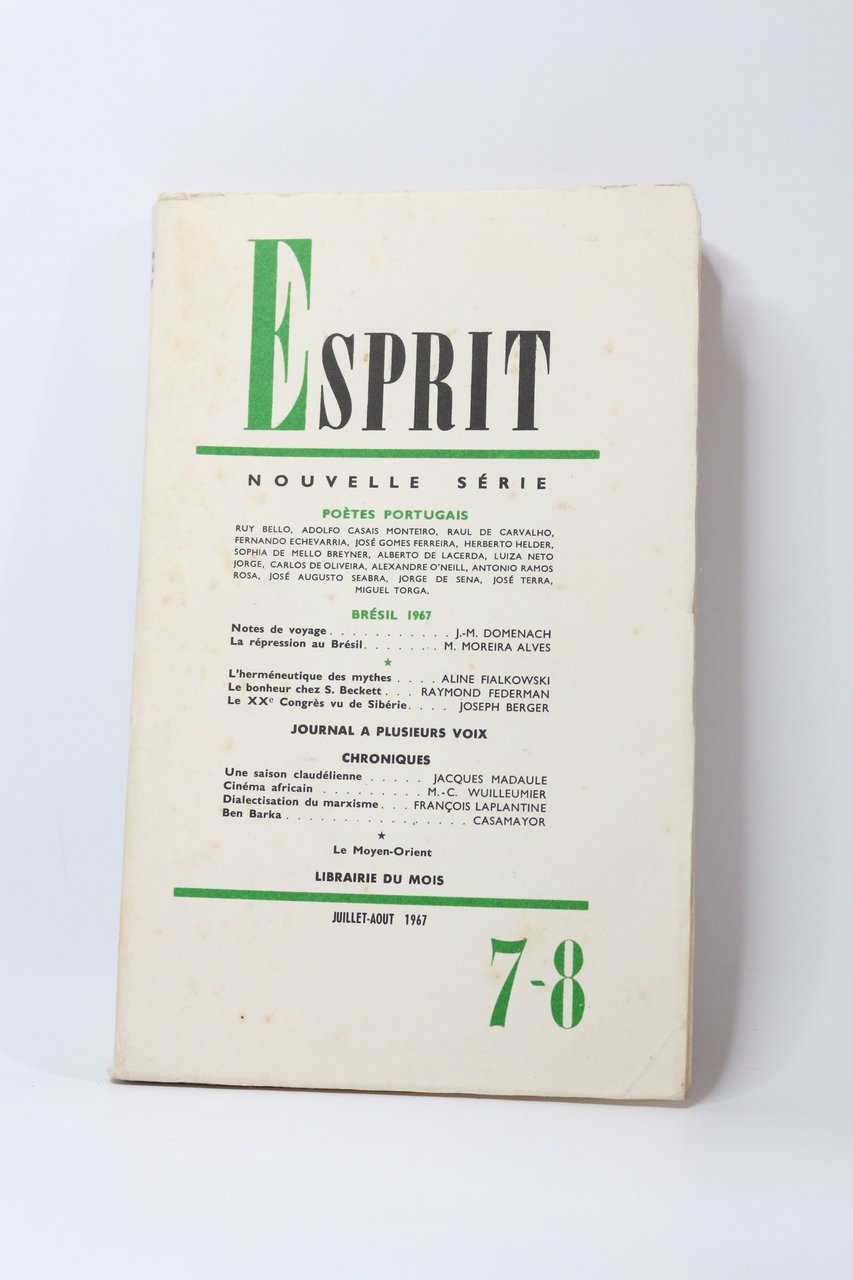 ESPRIT
NOUVELLE SÉRIE
POÈTES PORTUGAIS
RUY BELLO, ADOLFO CASAIS MONTEIRO, RAUL DE CARVALHO,
FERNANDO ECHEVARRIA, JOSÉ GOMES FERREIRA, HERBERTO HELDER,
SOPHIA DE MELLO BREYNER, ALBERTO DE LACERDA, LUIZA NETO
JORGE, CARLOS DE OLIVEIRA, ALEXANDRE O'NEILL, ANTONIO RAMOS
ROSA, JOSÉ AUGUSTO SEABRA, JORGE DE SENA, JOSÉ TERRA,
MIGUEL TORGA.
BRÉSIL 1967
Notes de voyage . . . . . . . . . . . J.-M. DOMENACH
La répression au Brésil . . . . . . . M. MOREIRA ALVES
★
L'herméneutique des mythes . . . . ALINE FIALKOWSKI
Le bonheur chez S. Beckett . . . RAYMOND FEDERMAN
Le XXe Congrès vu de Sibérie . . . . JOSEPH BERGER
JOURNAL A PLUSIEURS VOIX
CHRONIQUES
Une saison claudélienne . . . . . JACQUES MADAULE
Cinéma africain . . . . . . . . . M.-C. WUILLEUMIER
Dialectisation du marxisme . . . FRANÇOIS LAPLANTINE
Ben Barka . . . . . . . . . . . . . . . . CASAMAYOR
★
Le Moyen-Orient
LIBRAIRIE DU MOIS
JUILLET-AOUT 1967
7-8